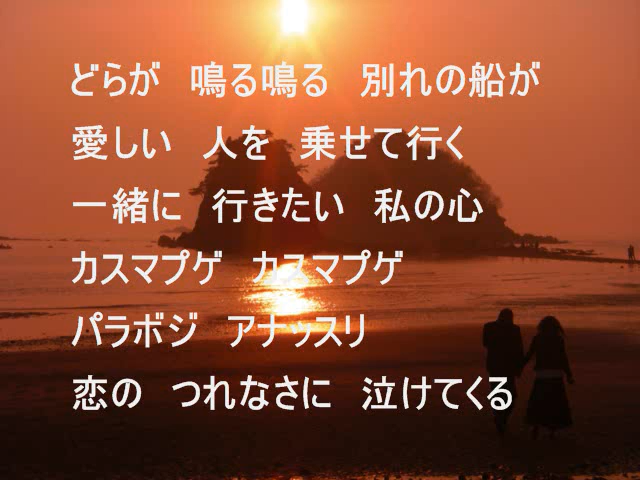 どらが　鳴る鳴る　別れの船が
愛しい　人を　乗せて行く
一緒に　行きたい　私の心
カスマプゲ　カスマプゲ
パラボジ　アナッスリ
恋の　つれなさに　泣けてくる